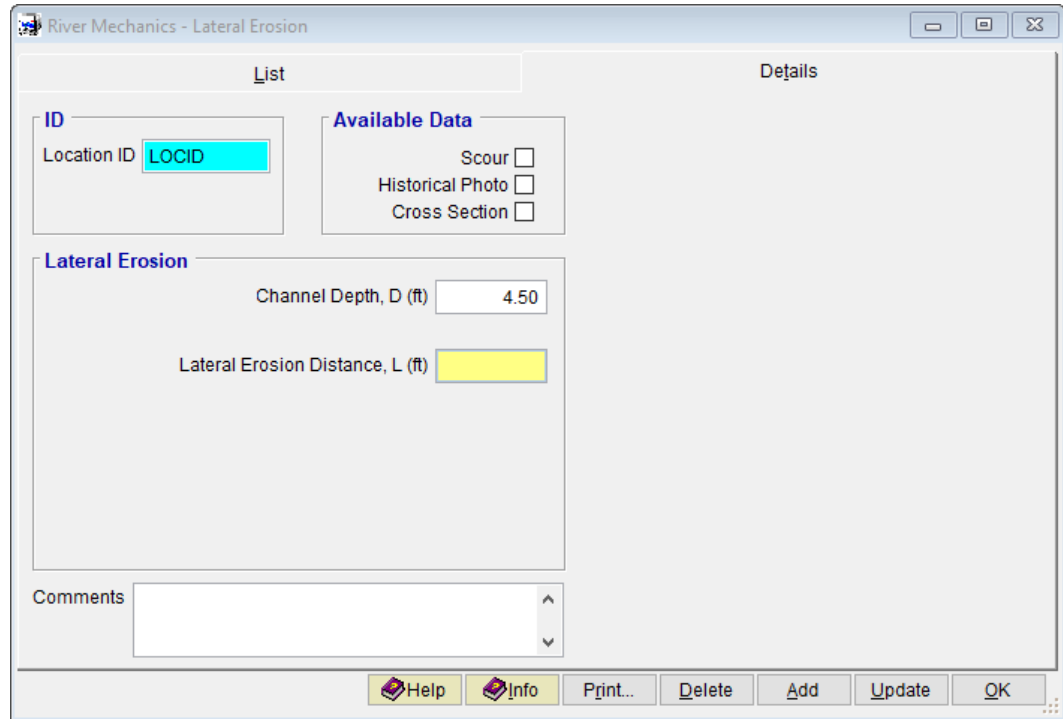 River Mechanics - Lateral Erosion
List
Details
ID
Location ID LOCID
Available Data
Scour
Historical Photo
Cross Section
Lateral Erosion
Channel Depth, D (ft) 4.50
Lateral Erosion Distance, L (ft)
Comments
Help Info Print... Delete Add Update OK